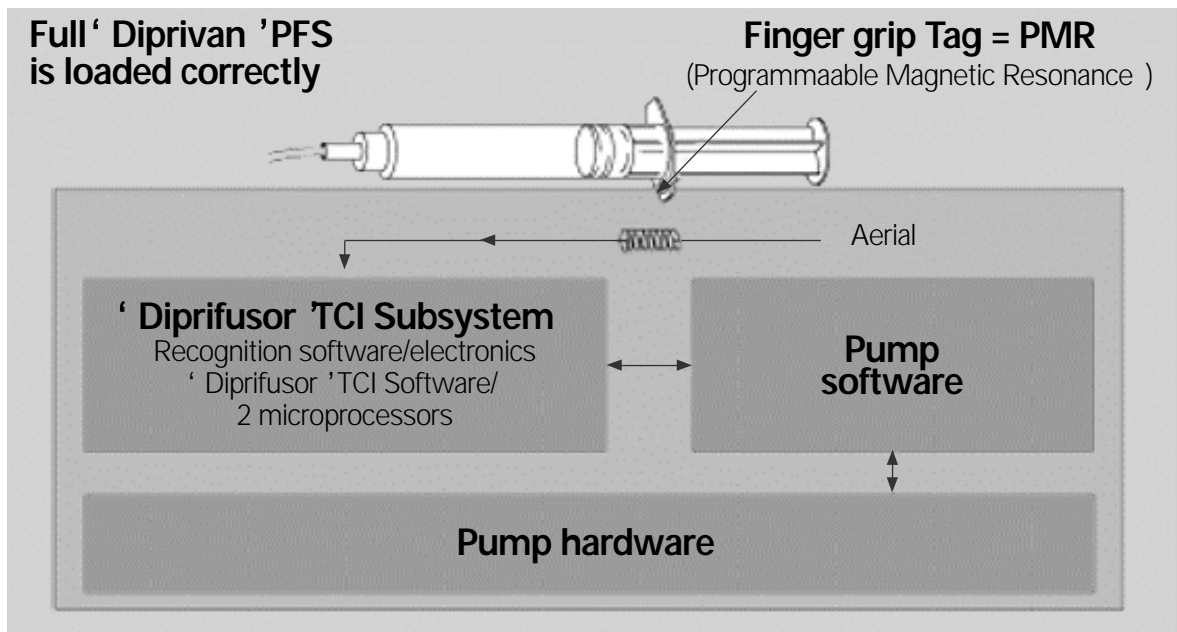 Full ‘ Diprivan ’PFS
is loaded correctly
Finger grip Tag = PMR
(Programmaable Magnetic Resonance )
Aerial
‘ Diprifusor ’TCI Subsystem
Recognition software/electronics
‘ Diprifusor ’TCI Software/
2 microprocessors
Pump
software
Pump hardware